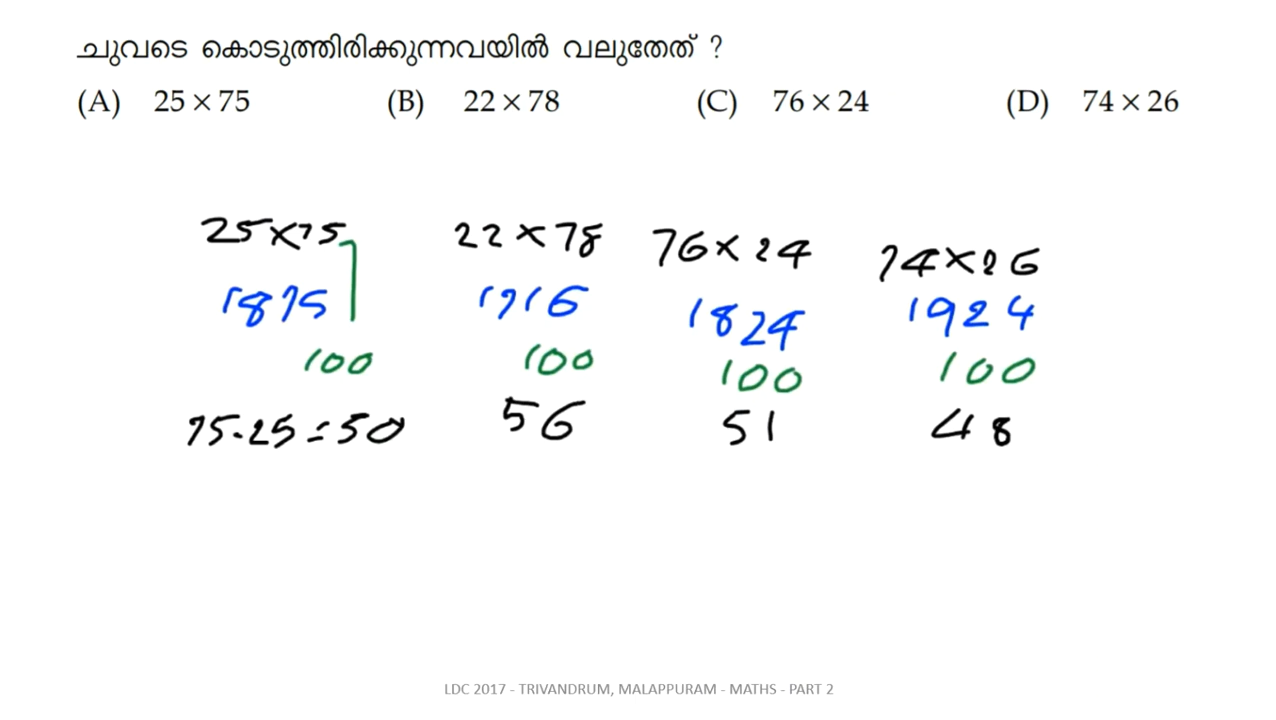 ചുവടെ കൊടുത്തിരിക്കുന്നവയിൽ വലുതേത് ?
(A) 25 × 75 (B) 22 × 78 (C) 76 × 24 (D) 74 × 26
25×75 22×78 76×24 74×26
1875 1716 1824 1924
100 100 100 100
75-25=50 56 51 48
LDC 2017 - TRIVANDRUM, MALAPPURAM - MATHS - PART 2